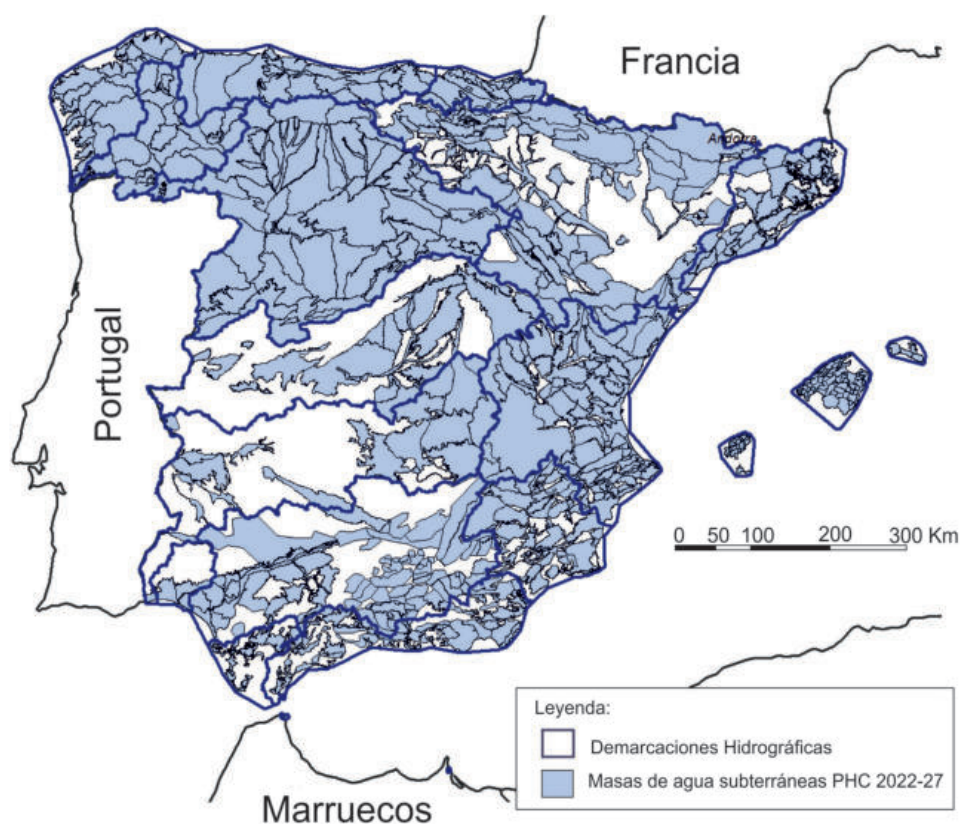 Francia
Andorra
Portugal
0 50 100 200 300 Km
Leyenda:
Demarcaciones Hidrográficas
Masas de agua subterráneas PHC 2022-27
Marruecos